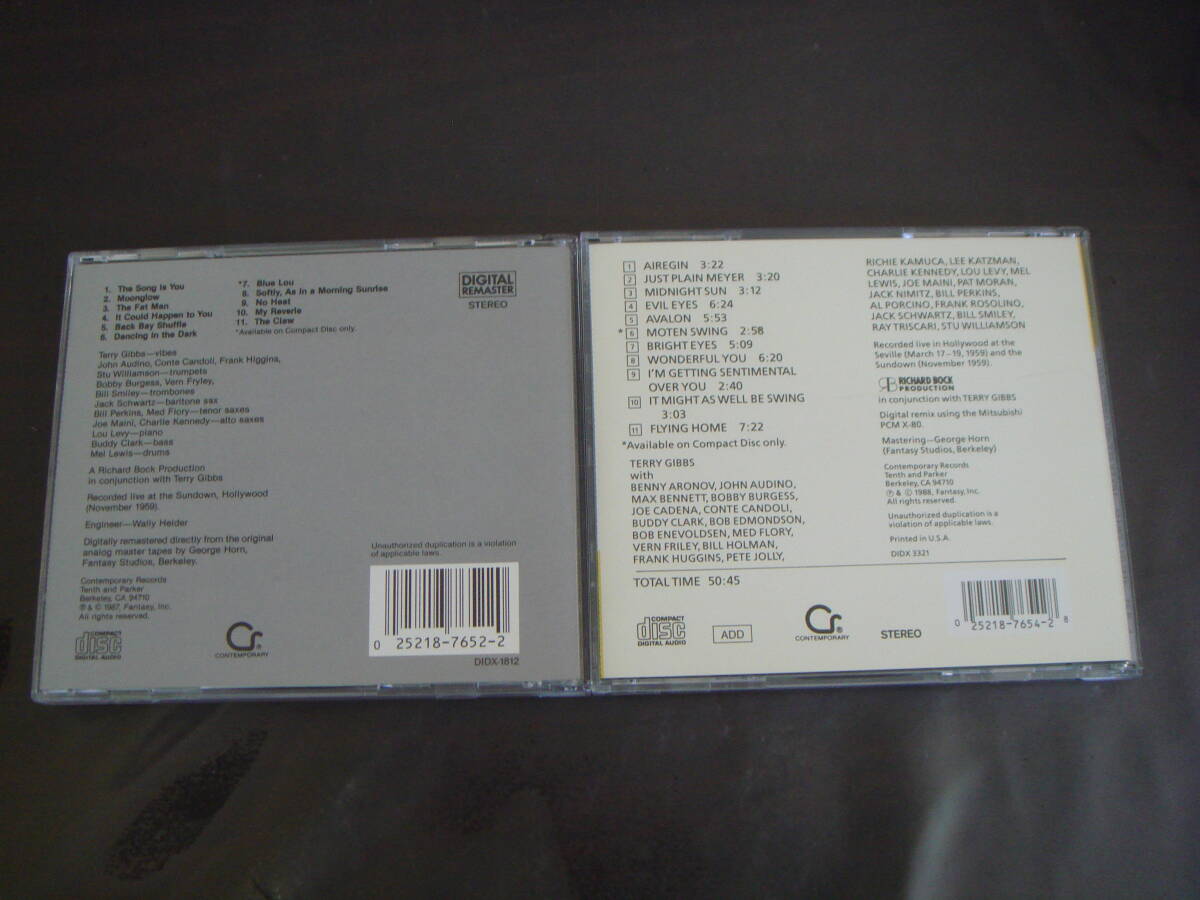 1. The Song is You
2. Moonglow
3. The Fat Man
4. It Could Happen to You
5. Back Bay Shuffle
6. Dancing in the Dark
*7. Blue Lou
8. Softly, As in a Morning Sunrise
9. No Heat
10. My Reverie
11. The Claw
*Available on Compact Disc only.
DIGITAL
REMASTER
STEREO
Terry Gibbs—vibes
John Audino, Conte Candoli, Frank Higgins,
Stu Williamson—trumpets
Bobby Burgess, Vern Fryley,
Bill Smiley—trombones
Jack Schwartz—baritone sax
Bill Perkins, Med Flory—tenor saxes
Joe Maini, Charlie Kennedy—alto saxes
Lou Levy—piano
Buddy Clark—bass
Mel Lewis—drums
A Richard Bock Production
in conjunction with Terry Gibbs
Recorded live at the Sundown, Hollywood
(November 1959).
Engineer—Wally Heider
Digitally remastered directly from the original
analog master tapes by George Horn,
Fantasy Studios, Berkeley.
Contemporary Records
Tenth and Parker
Berkeley, CA 94710
℗ & © 1987, Fantasy, Inc.
All rights reserved.
COMPACT
disc
DIGITAL AUDIO
CONTEMPORARY
Unauthorized duplication is a violation
of applicable laws.
0 25218-7652-2
DIDX-1812
1 AIREGIN 3:22
2 JUST PLAIN MEYER 3:20
3 MIDNIGHT SUN 3:12
4 EVIL EYES 6:24
5 AVALON 5:53
*6 MOTEN SWING 2:58
7 BRIGHT EYES 5:09
8 WONDERFUL YOU 6:20
9 I'M GETTING SENTIMENTAL
OVER YOU 2:40
10 IT MIGHT AS WELL BE SWING
3:03
11 FLYING HOME 7:22
*Available on Compact Disc only.
TERRY GIBBS
with
BENNY ARONOV, JOHN AUDINO,
MAX BENNETT, BOBBY BURGESS,
JOE CADENA, CONTE CANDOLI,
BUDDY CLARK, BOB EDMONDSON,
BOB ENEVOLDSEN, MED FLORY,
VERN FRILEY, BILL HOLMAN,
FRANK HUGGINS, PETE JOLLY,
RICHIE KAMUCA, LEE KATZMAN,
CHARLIE KENNEDY, LOU LEVY, MEL
LEWIS, JOE MAINI, PAT MORAN,
JACK NIMITZ, BILL PERKINS,
AL PORCINO, FRANK ROSOLINO,
JACK SCHWARTZ, BILL SMILEY,
RAY TRISCARI, STU WILLIAMSON
Recorded live in Hollywood at the
Seville (March 17–19, 1959) and the
Sundown (November 1959).
RB RICHARD BOCK
PRODUCTION
in conjunction with TERRY GIBBS
Digital remix using the Mitsubishi
PCM X-80.
Mastering—George Horn
(Fantasy Studios, Berkeley)
Contemporary Records
Tenth and Parker
Berkeley, CA 94710
℗ & © 1988, Fantasy, Inc.
All rights reserved.
Unauthorized duplication is a
violation of applicable laws.
Printed in U.S.A.
DIDX 3321
TOTAL TIME 50:45
COMPACT
disc
DIGITAL AUDIO
ADD
CONTEMPORARY
STEREO
0 25218-7654-2 8